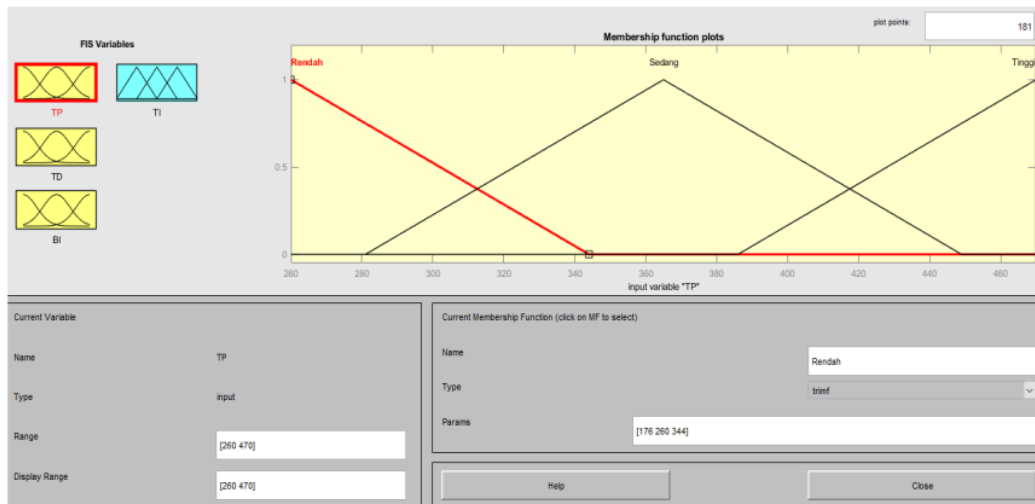 plot points:
181
FIS Variables
Membership function plots
TP
TI
TD
BI
Rendah
Sedang
Tinggi
1
0.5
0
260
280
300
320
340
360
380
400
420
440
460
input variable "TP"
Current Variable
Name
TP
Type
input
Range
[260 470]
Display Range
[260 470]
Current Membership Function (click on MF to select)
Name
Rendah
Type
trimf
Params
[176 260 344]
Help
Close